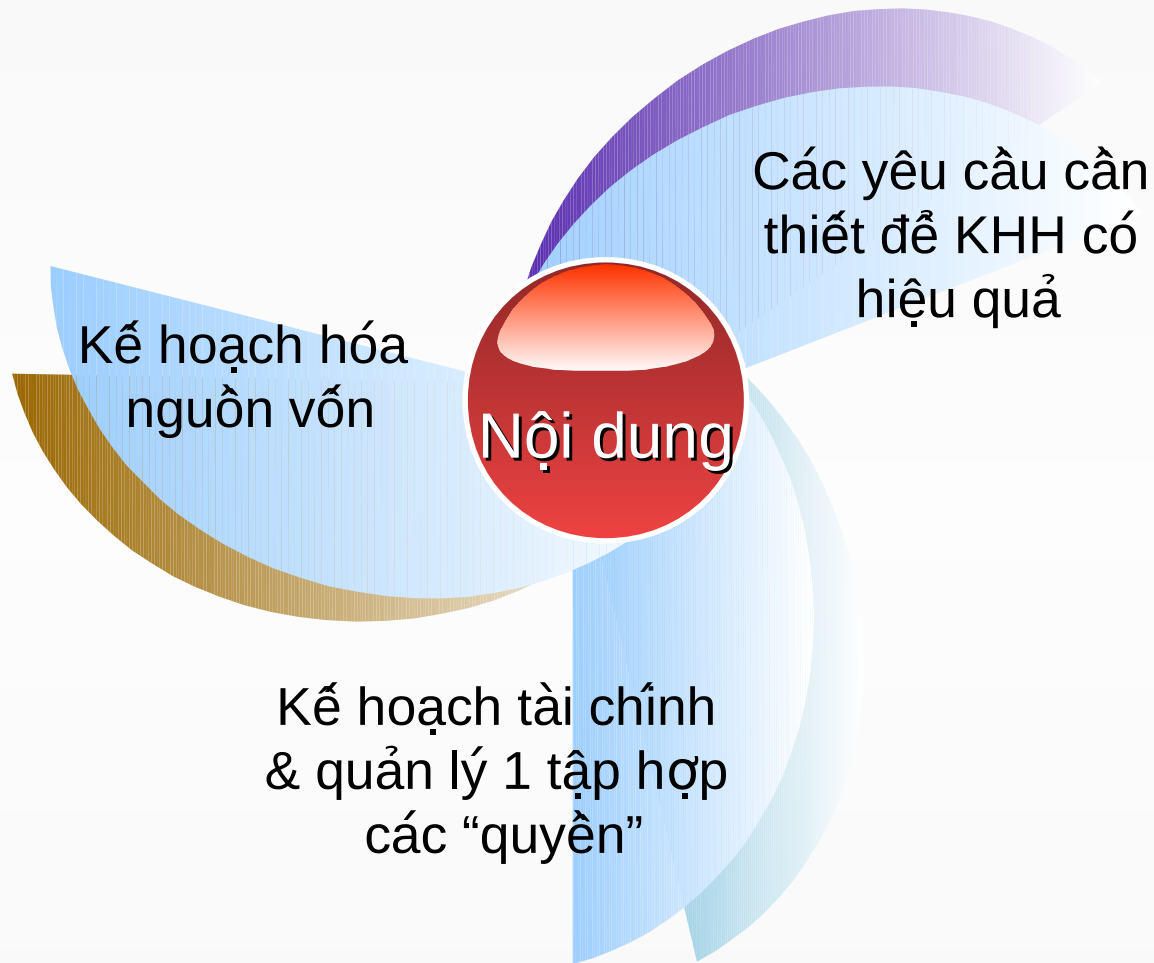 Các yêu cầu cần
thiết để KHH có
hiệu quả
Kế hoạch hóa
nguồn vốn
Nội dung
Kế hoạch tài chính
& quản lý 1 tập hợp
các “quyền”